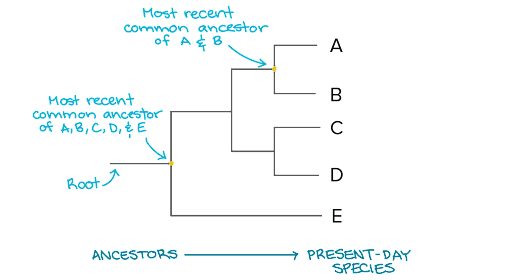 Most recent
common ancestor
of A & B
A
B
Most recent
common ancestor
of A, B, C, D, & E
C
Root
D
E
ANCESTORS
PRESENT-DAY
SPECIES